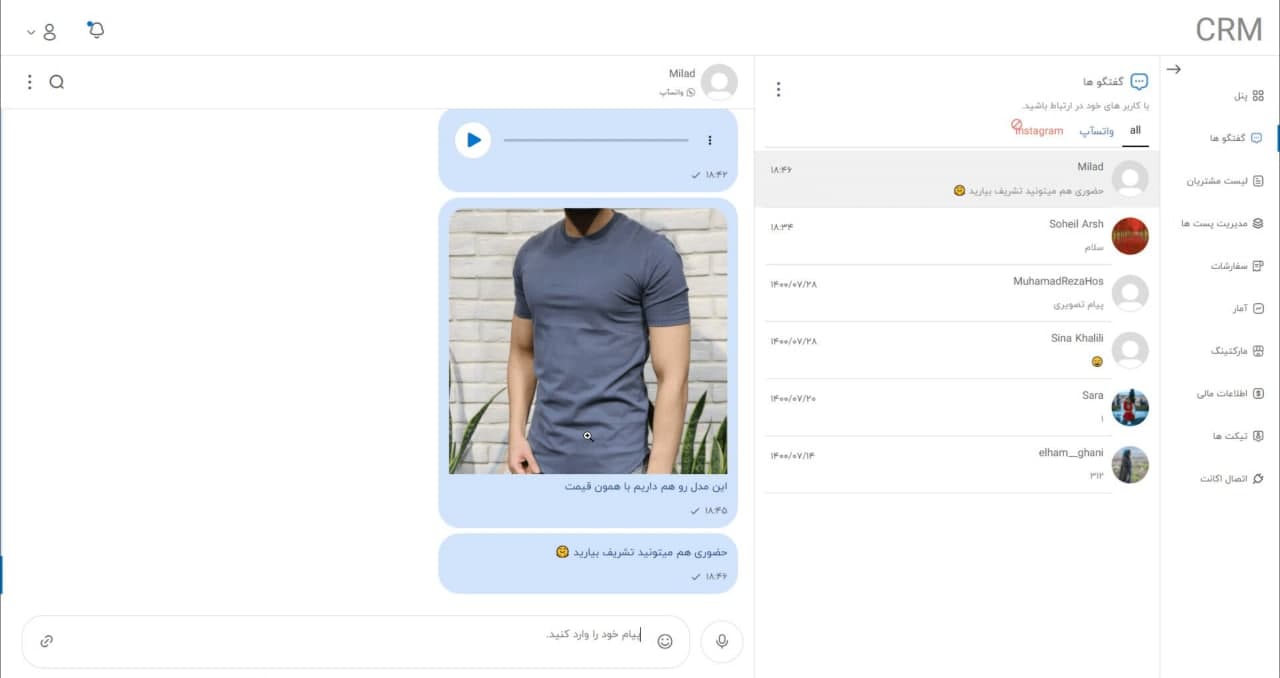 CRM
پنل
گفتگو ها
لیست مشتریان
مدیریت پست ها
سفارشات
آمار
مارکتینگ
اطلاعات مالی
تیکت ها
اتصال اکانت
گفتگو ها
با کاربر های خود در ارتباط باشید.
all واتسآپ Instagram
Milad ۱۸:۴۶
حضوری هم میتونید تشریف بیارید 🤗
Soheil Arsh ۱۸:۳۴
سلام
MuhamadRezaHos ۱۴۰۰/۰۷/۲۸
پیام تصویری
Sina Khalili ۱۴۰۰/۰۷/۲۸
😄
Sara ۱۴۰۰/۰۷/۲۰
۱
elham__ghani ۱۴۰۰/۰۷/۱۴
۳۱۲
Milad
واتسآپ
۱۸:۴۲
این مدل رو هم داریم با همون قیمت
۱۸:۴۵
حضوری هم میتونید تشریف بیارید 🤗
۱۸:۴۶
پیام خود را وارد کنید.